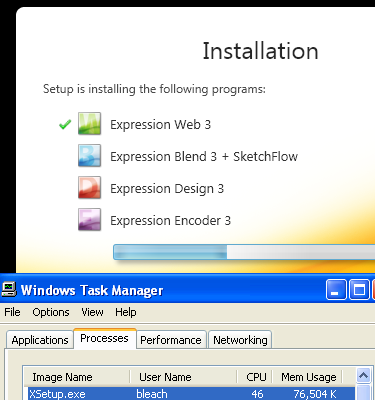 Installation
Setup is installing the following programs:
Expression Web 3
Expression Blend 3 + SketchFlow
Expression Design 3
Expression Encoder 3
Windows Task Manager
File Options View Help
Applications Processes Performance Networking
Image Name User Name CPU Mem Usage
XSetup.exe bleach 46 76,504 K